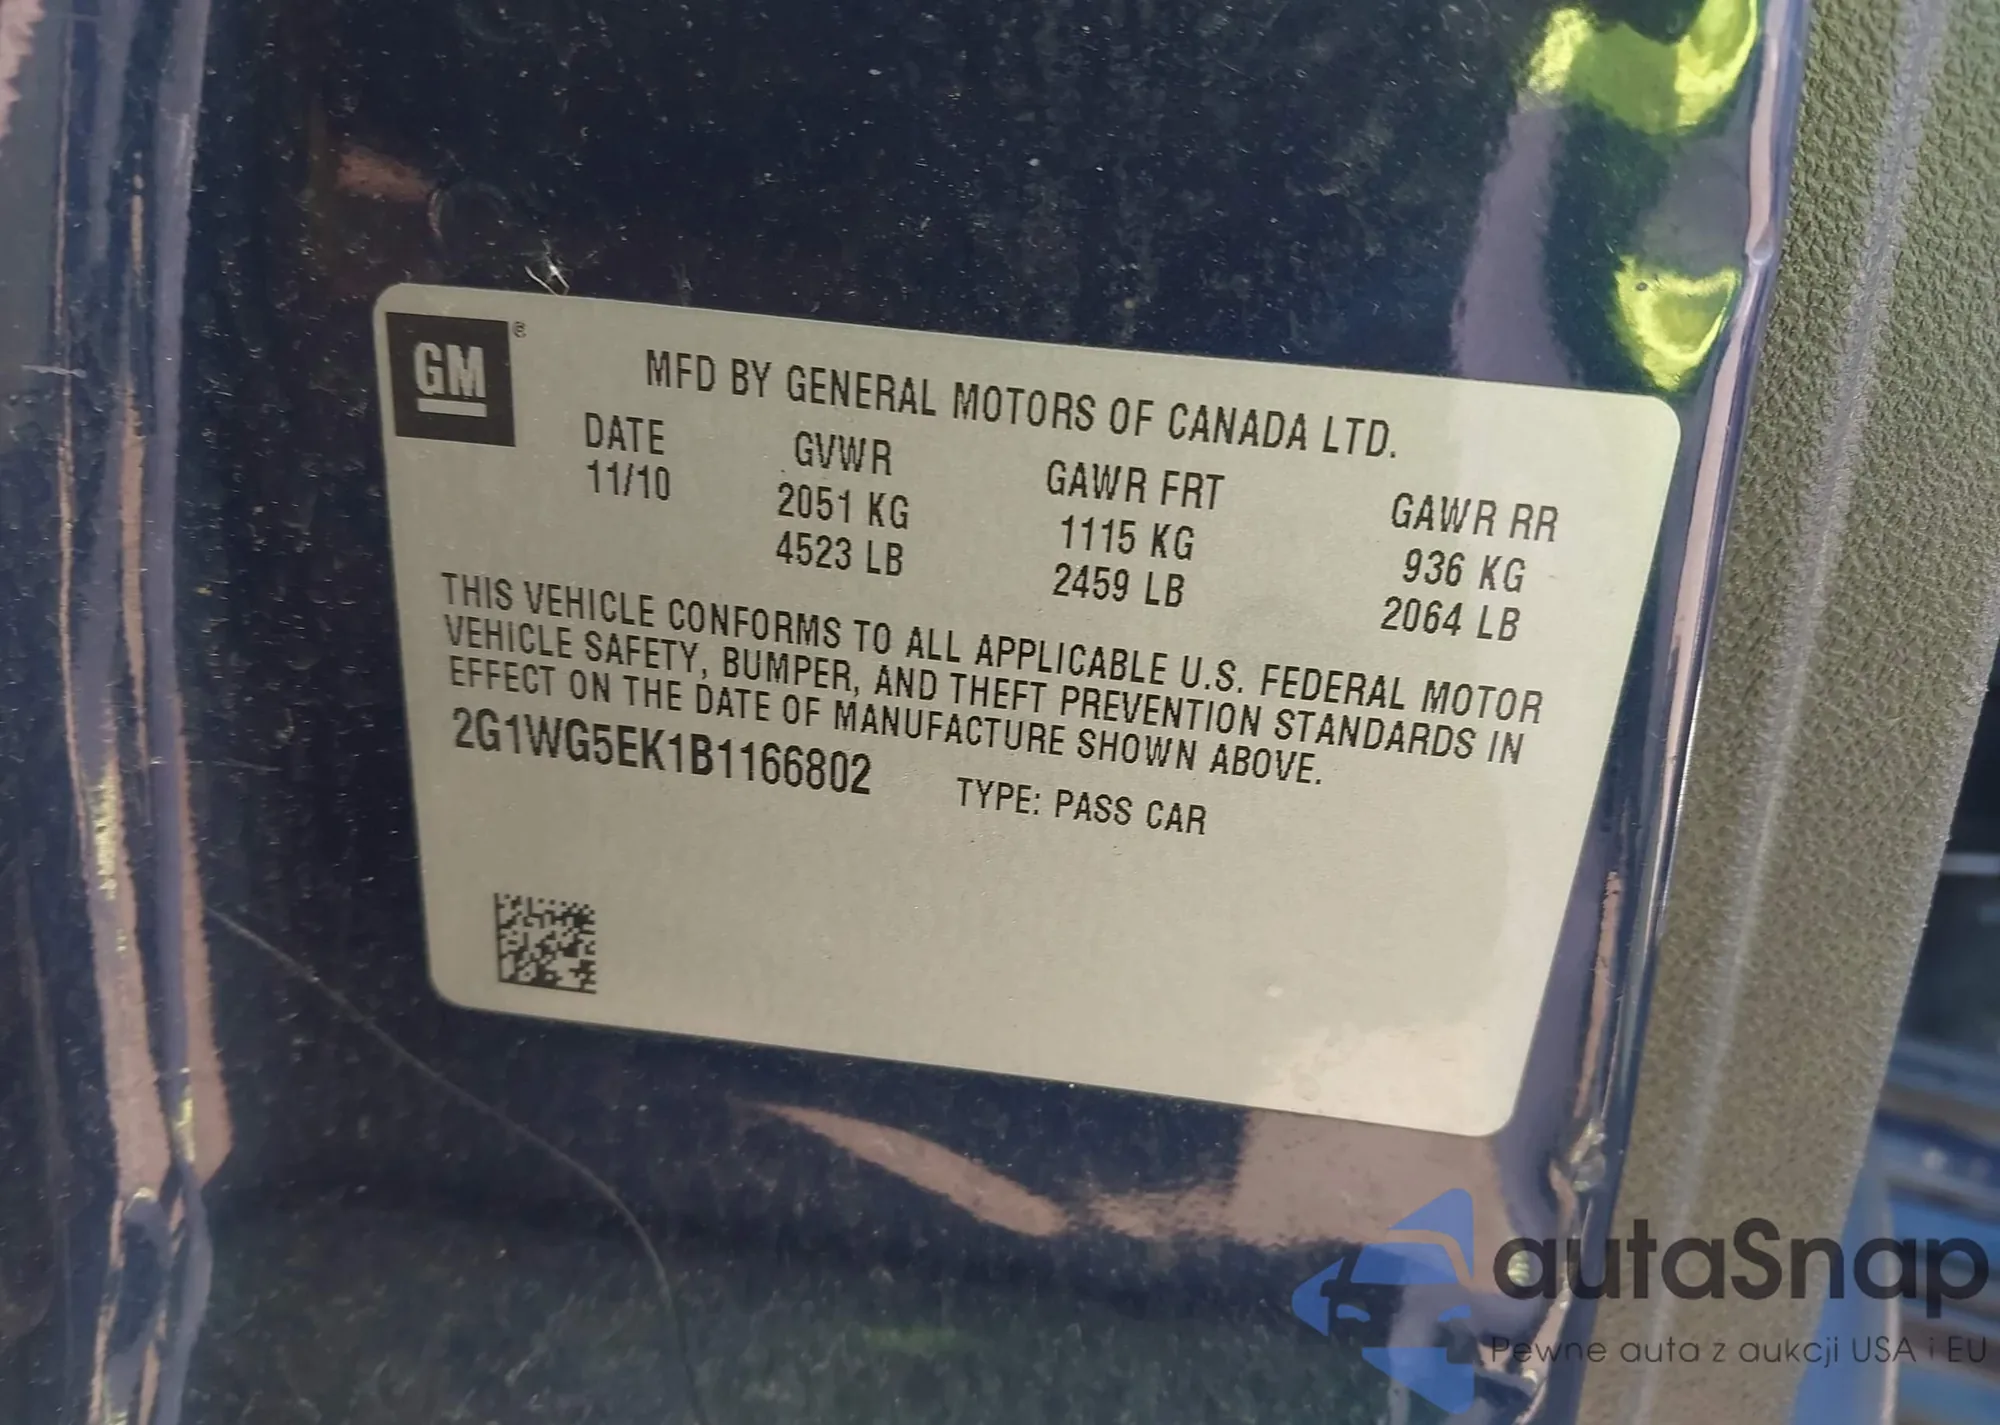 GM ®
MFD BY GENERAL MOTORS OF CANADA LTD.
DATE GVWR GAWR FRT GAWR RR
11/10 2051 KG 1115 KG 936 KG
4523 LB 2459 LB 2064 LB
THIS VEHICLE CONFORMS TO ALL APPLICABLE U.S. FEDERAL MOTOR
VEHICLE SAFETY, BUMPER, AND THEFT PREVENTION STANDARDS IN
EFFECT ON THE DATE OF MANUFACTURE SHOWN ABOVE.
2G1WG5EK1B1166802 TYPE: PASS CAR
autaSnap
Pewne auta z aukcji USA i EU